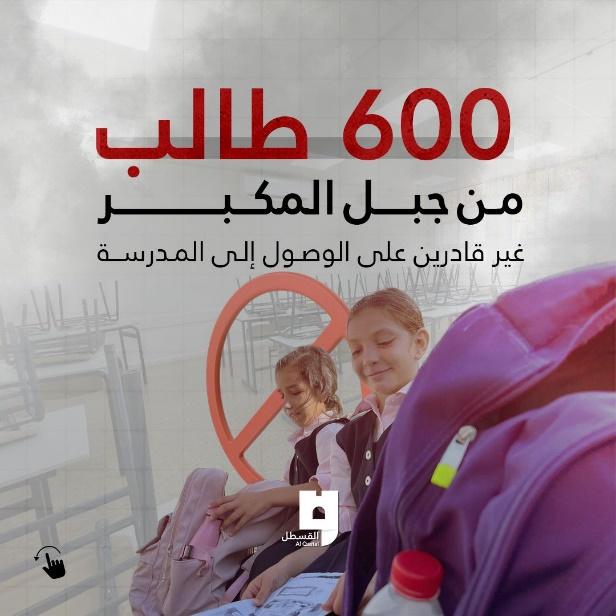 600 طالب
من جبل المكبر
غير قادرين على الوصول إلى المدرسة
القسطل
Al Qastal